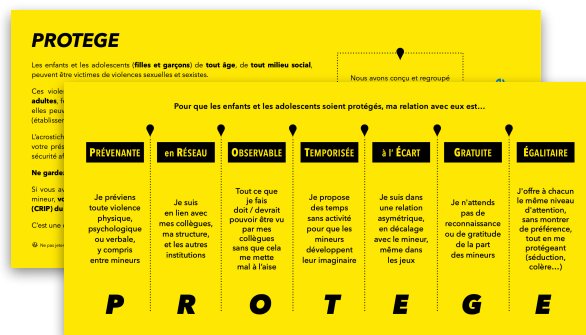 PROTEGE
Les enfants et les adolescents (filles et garçons) de tout âge, de tout milieu social,
peuvent être victimes de violences sexuelles et sexistes.
Nous avons conçu et regroupé
Ces
adultes,
elles
L'acrostiche
votre
sécurité
Ne
Si vous
mineur,
(CRIP) du
C'est une
Ne pas
Pour que les enfants et les adolescents soient protégés, ma relation avec eux est…
PRÉVENANTE
Je préviens
toute violence
physique,
psychologique
ou verbale,
y compris
entre mineurs
P
en RÉSEAU
Je suis
en lien avec
mes collègues,
ma structure,
et les autres
institutions
R
OBSERVABLE
Tout ce que
je fais
doit / devrait
pouvoir être vu
par mes
collègues
sans que cela
me mette
mal à l'aise
O
TEMPORISÉE
Je propose
des temps
sans activité
pour que les
mineurs
développent
leur imaginaire
T
à l' ÉCART
Je suis dans
une relation
asymétrique,
en décalage
avec le mineur,
même dans
les jeux
E
GRATUITE
Je n'attends
pas de
reconnaissance
ou de gratitude
de la part
des mineurs
G
ÉGALITAIRE
J'offre à chacun
le même niveau
d'attention,
sans montrer
de préférence,
tout en me
protégeant
(séduction,
colère…)
E